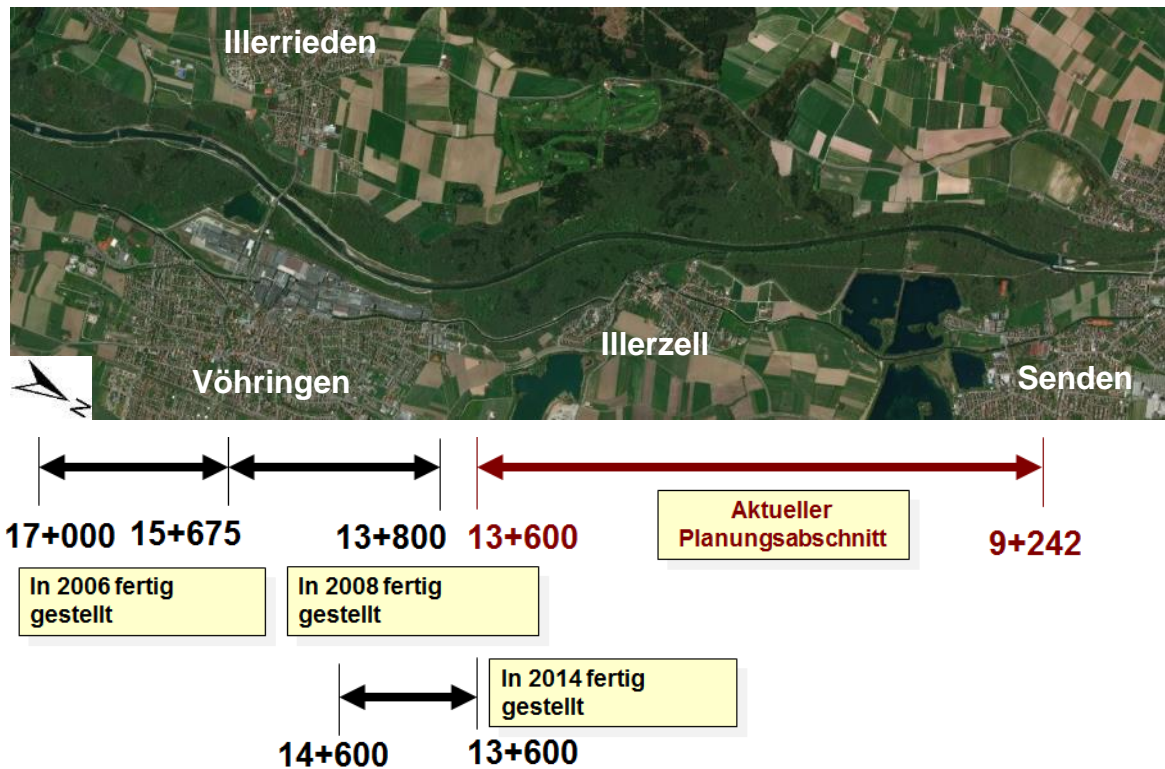 Illerrieden
Illerzell
Vöhringen
Senden
N
17+000
15+675
13+800
13+600
9+242
Aktueller
Planungsabschnitt
In 2006 fertig
gestellt
In 2008 fertig
gestellt
In 2014 fertig
gestellt
14+600
13+600